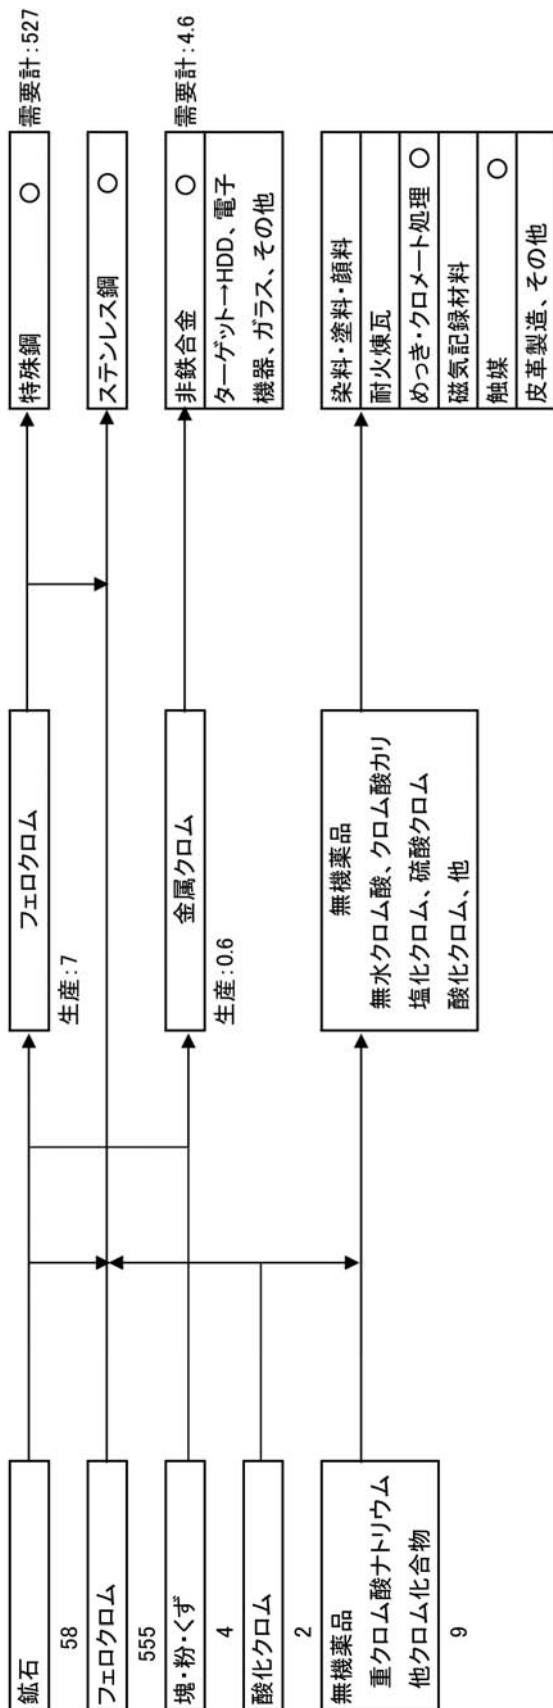 鉱石
58
フェロクロム
555
塊・粉・くず
4
酸化クロム
2
無機薬品
重クロム酸ナトリウム
他クロム化合物
9
フェロクロム
生産：7
金属クロム
生産：0.6
無機薬品
無水クロム酸、クロム酸カリ
塩化クロム、硫酸クロム
酸化クロム、他
特殊鋼 ○
需要計：527
ステンレス鋼 ○
非鉄合金 ○
需要計：4.6
ターゲット→HDD、電子
機器、ガラス、その他
染料・塗料・顔料
耐火煉瓦
めっき・クロメート処理 ○
磁気記録材料
触媒 ○
皮革製造、その他